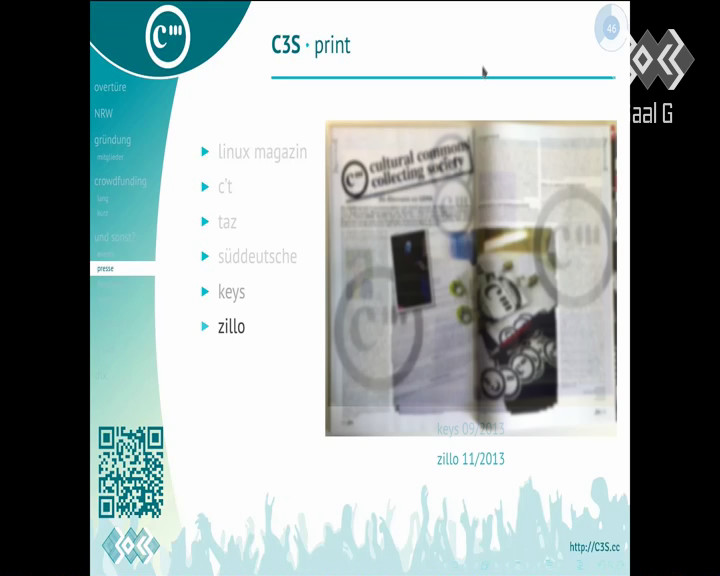 C3S · print
46
aal G
overtüre
NRW
gründung
mitglieder
crowdfunding
lang
kurz
und sonst?
presse
linux magazin
c't
taz
süddeutsche
keys
zillo
cultural commons
collecting society
keys 09/2013
zillo 11/2013
http://C3S.cc